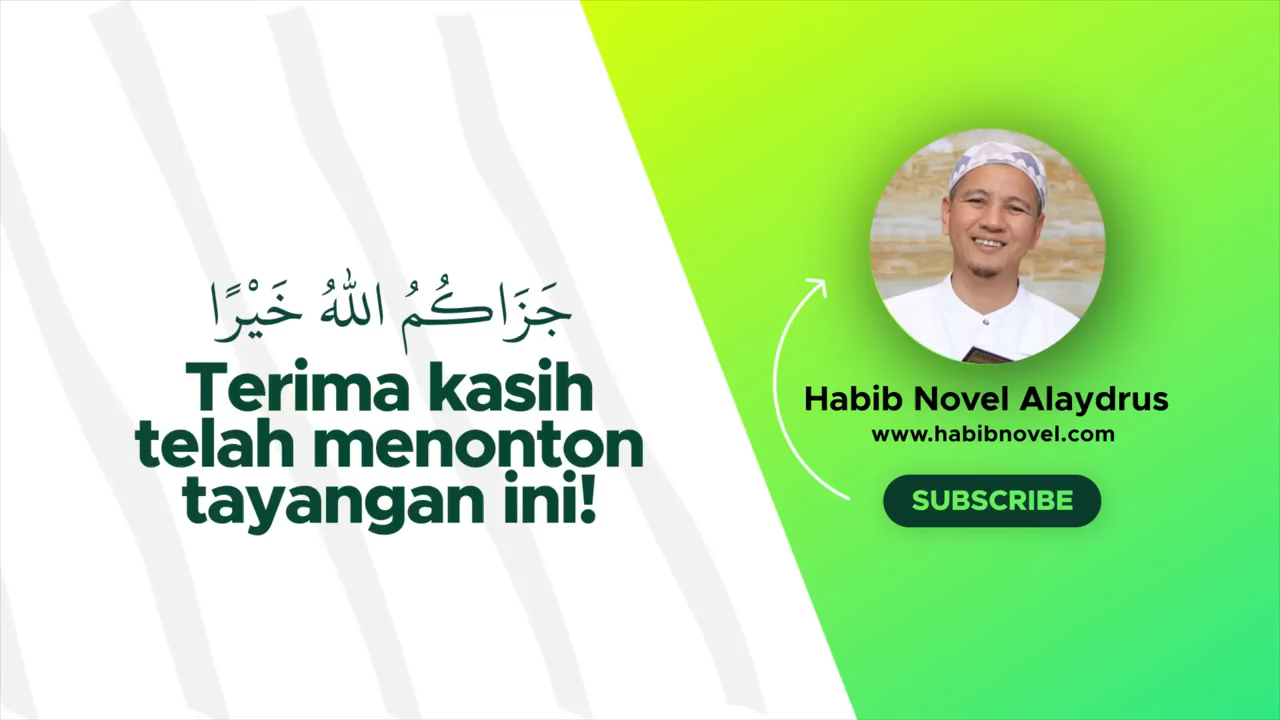 جَزَاكُمُ اللهُ خَيْرًا
Terima kasih
telah menonton
tayangan ini!
Habib Novel Alaydrus
www.habibnovel.com
SUBSCRIBE